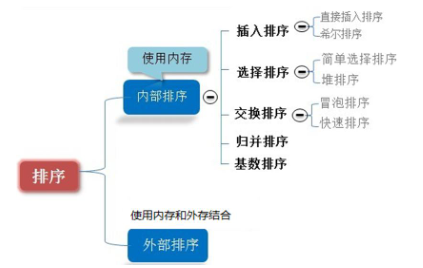 使用内存
内部排序
插入排序
直接插入排序
希尔排序
选择排序
简单选择排序
堆排序
交换排序
冒泡排序
快速排序
归并排序
基数排序
排序
使用内存和外存结合
外部排序